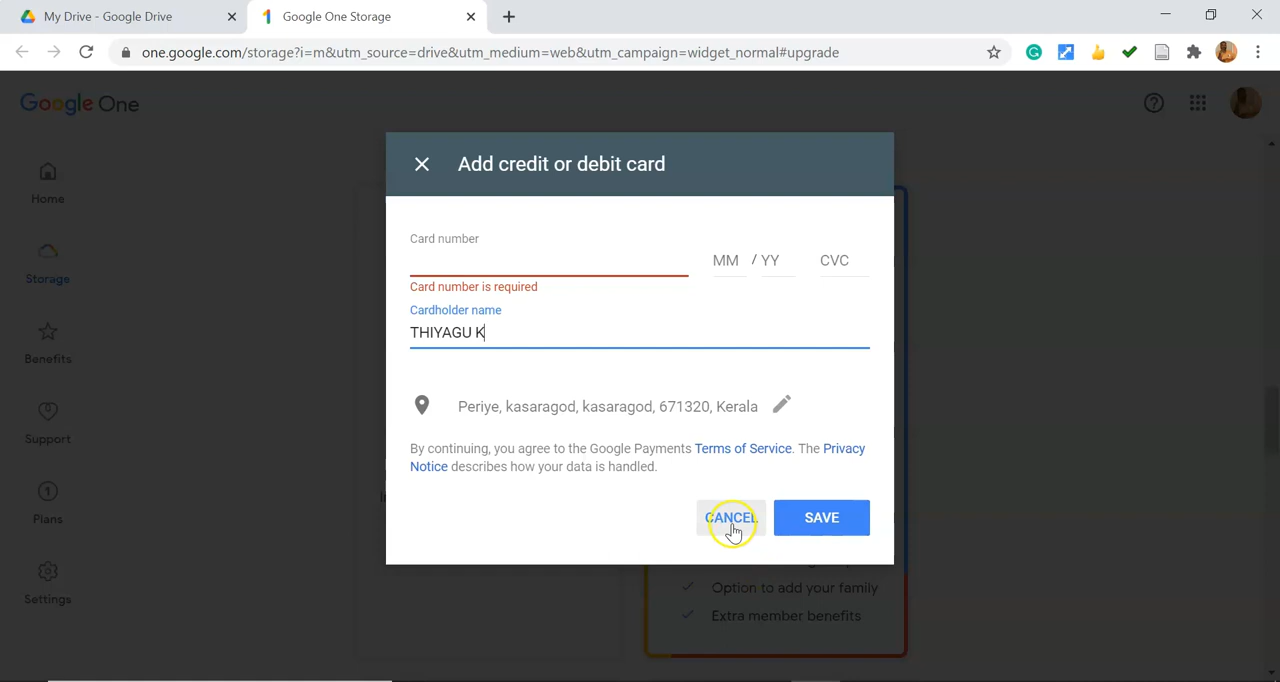 My Drive - Google Drive
Google One Storage
one.google.com/storage?i=m&utm_source=drive&utm_medium=web&utm_campaign=widget_normal#upgrade
Google One
Add credit or debit card
Home
Storage
Benefits
Support
Plans
Settings
Card number
MM / YY CVC
Card number is required
Cardholder name
THIYAGU K
Periye, kasaragod, kasaragod, 671320, Kerala
By continuing, you agree to the Google Payments Terms of Service. The Privacy
Notice describes how your data is handled.
CANCEL SAVE
Option to add your family
Extra member benefits